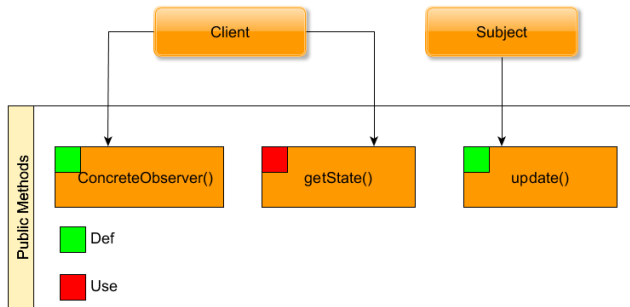 Client
Subject
Public Methods
ConcreteObserver()
getState()
update()
Def
Use